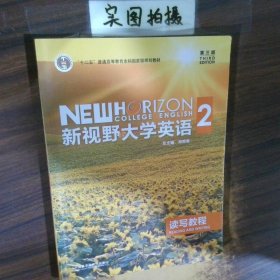 实图拍摄
"十二五"普通高等教育本科国家级规划教材
第三版
THIRD
EDITION
NEW HORIZON
COLLEGE ENGLISH
新视野大学英语 2
读写教程
READING AND WRITING